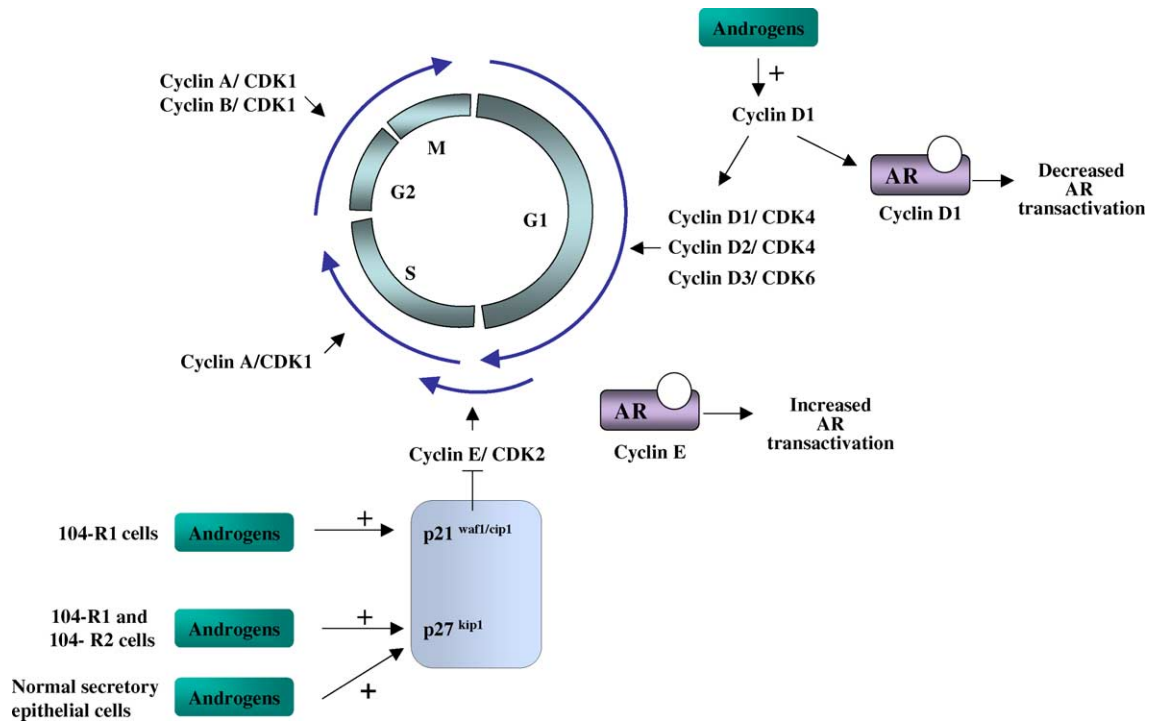 Androgens
+
Cyclin A/ CDK1
Cyclin B/ CDK1
Cyclin D1
M
G2
G1
S
AR
Cyclin D1
Decreased
AR
transactivation
Cyclin D1/ CDK4
Cyclin D2/ CDK4
Cyclin D3/ CDK6
Cyclin A/CDK1
AR
Cyclin E
Increased
AR
transactivation
Cyclin E/ CDK2
104-R1 cells
Androgens
+
p21 waf1/cip1
104-R1 and
104- R2 cells
Androgens
+
p27 kip1
Normal secretory
epithelial cells
Androgens
+